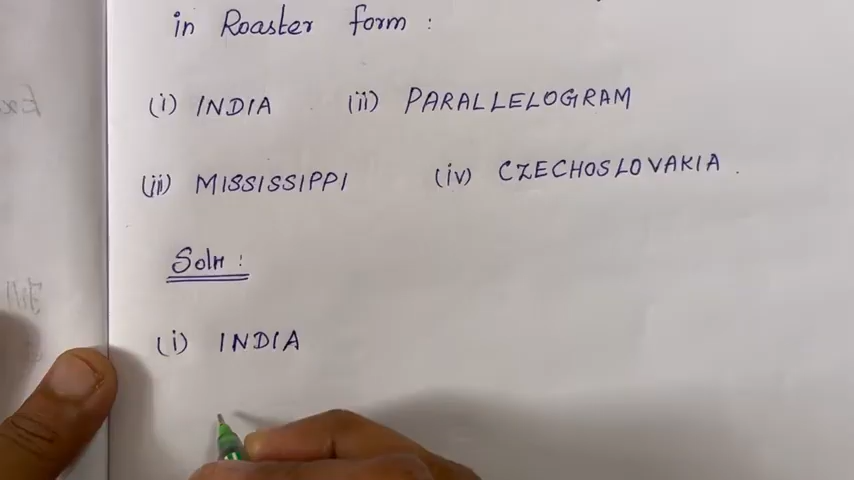 in Roaster form :
(i) INDIA (ii) PARALLELOGRAM
(iii) MISSISSIPPI (iv) CZECHOSLOVAKIA .
Soln :
(i) INDIA